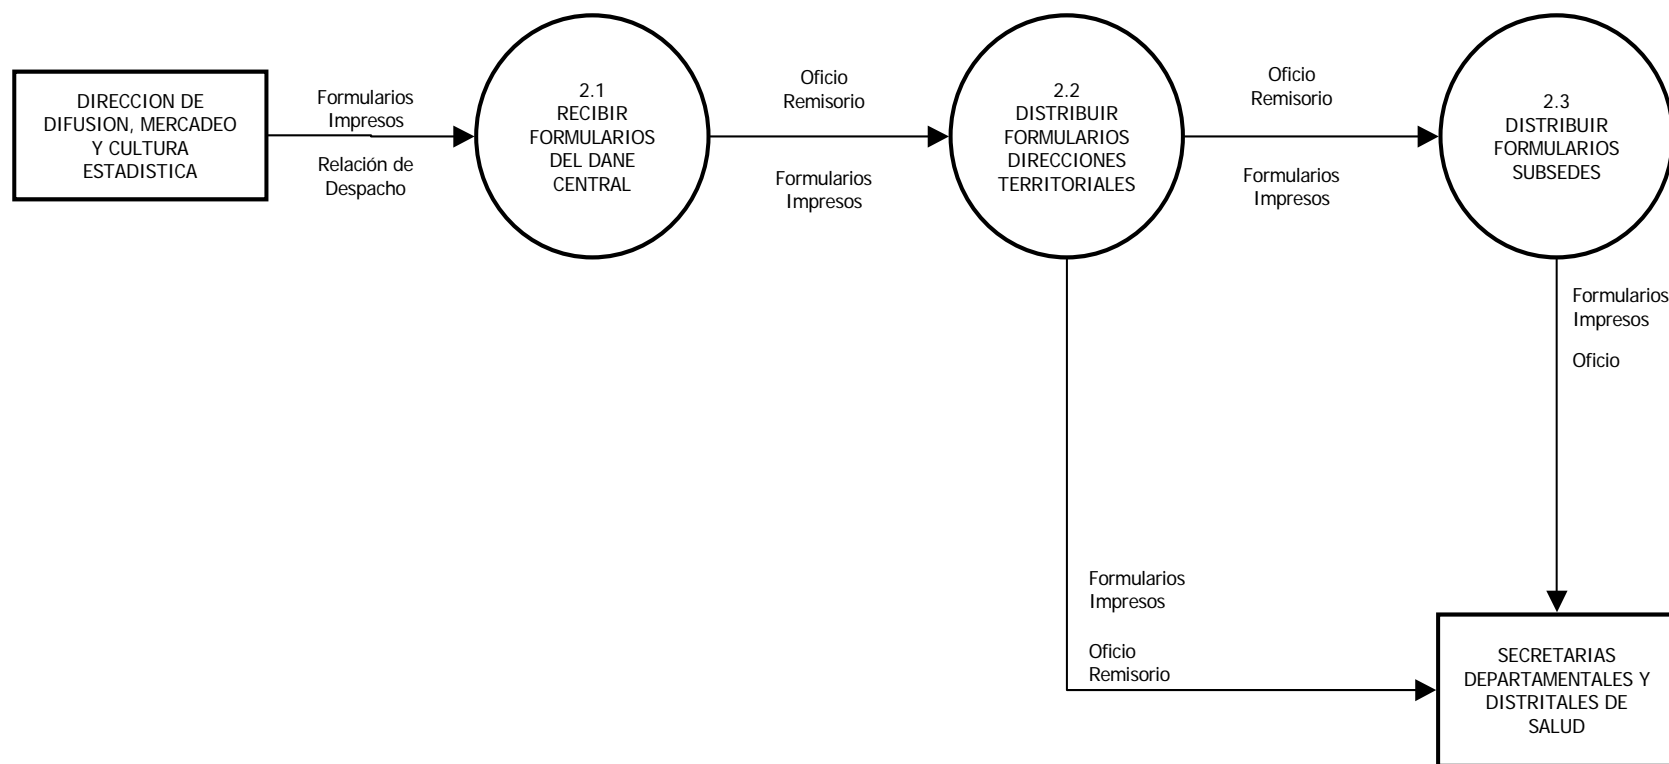 DIRECCION DE
DIFUSION, MERCADEO
Y CULTURA
ESTADISTICA
Formularios
Impresos
Relación de
Despacho
2.1
RECIBIR
FORMULARIOS
DEL DANE
CENTRAL
Oficio
Remisorio
Formularios
Impresos
2.2
DISTRIBUIR
FORMULARIOS
DIRECCIONES
TERRITORIALES
Oficio
Remisorio
Formularios
Impresos
2.3
DISTRIBUIR
FORMULARIOS
SUBSEDES
Formularios
Impresos
Oficio
Formularios
Impresos
Oficio
Remisorio
SECRETARIAS
DEPARTAMENTALES Y
DISTRITALES DE
SALUD